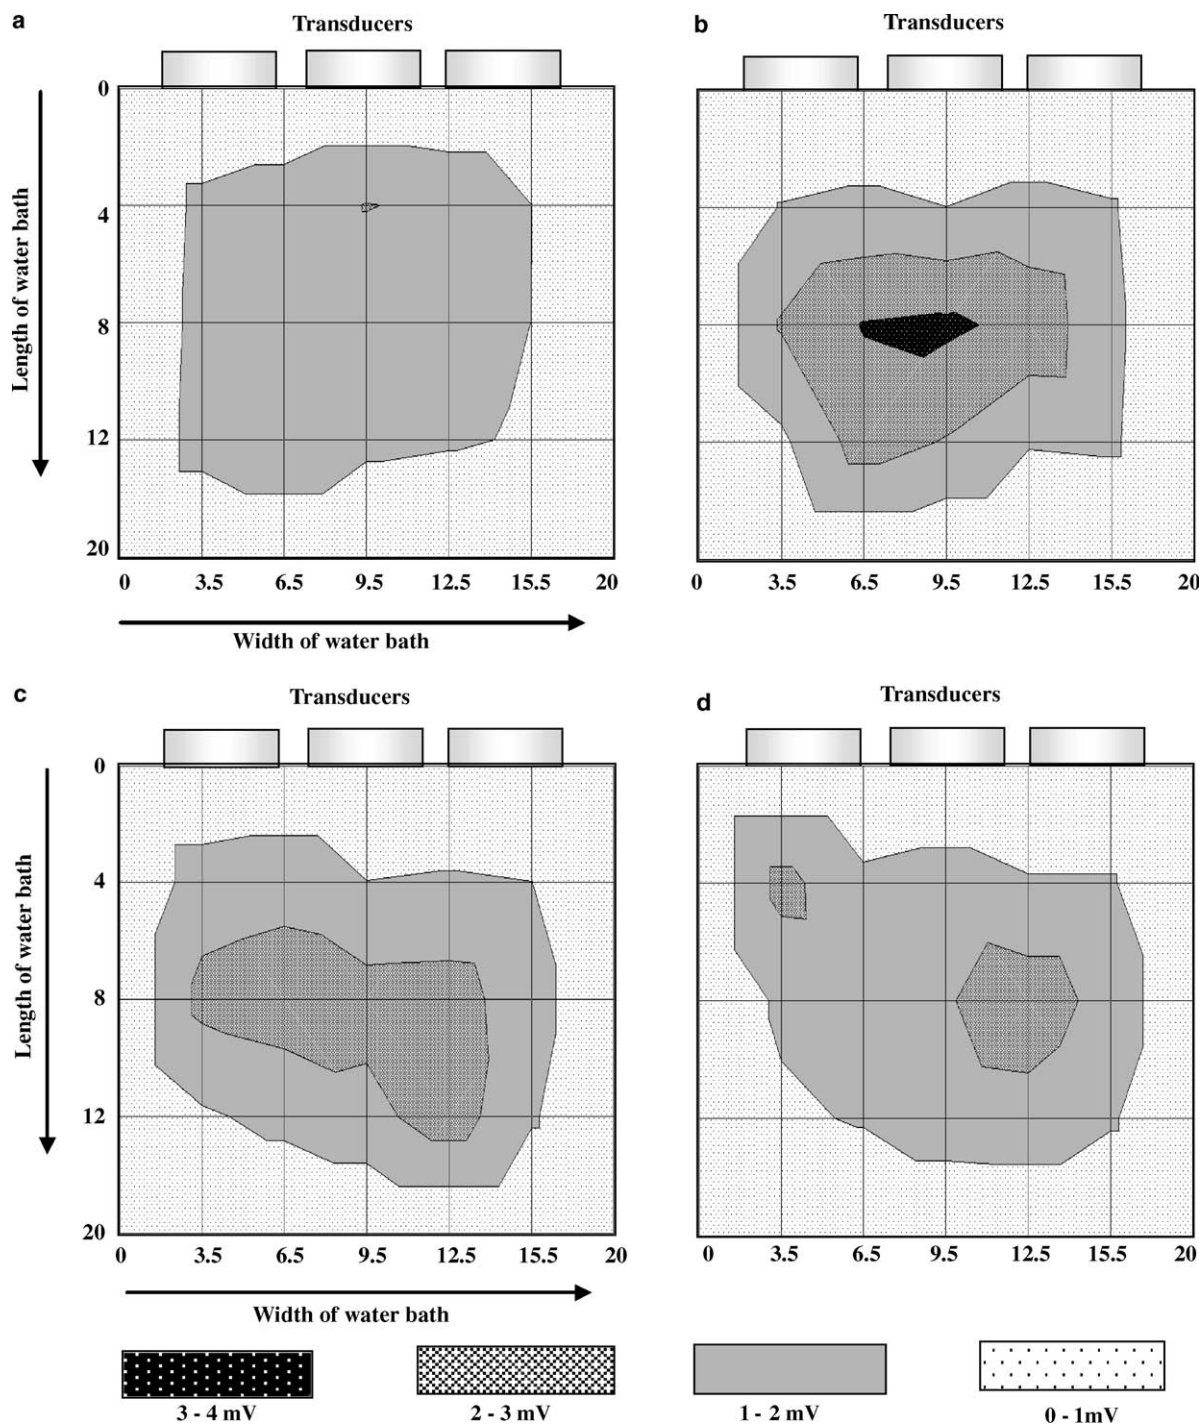 a
Transducers
b
Transducers
0
4
8
12
20
Length of water bath
0 3.5 6.5 9.5 12.5 15.5 20
0 3.5 6.5 9.5 12.5 15.5 20
Width of water bath
c
Transducers
d
Transducers
0
4
8
12
20
Length of water bath
0 3.5 6.5 9.5 12.5 15.5 20
0 3.5 6.5 9.5 12.5 15.5 20
Width of water bath
3 - 4 mV
2 - 3 mV
1 - 2 mV
0 - 1mV